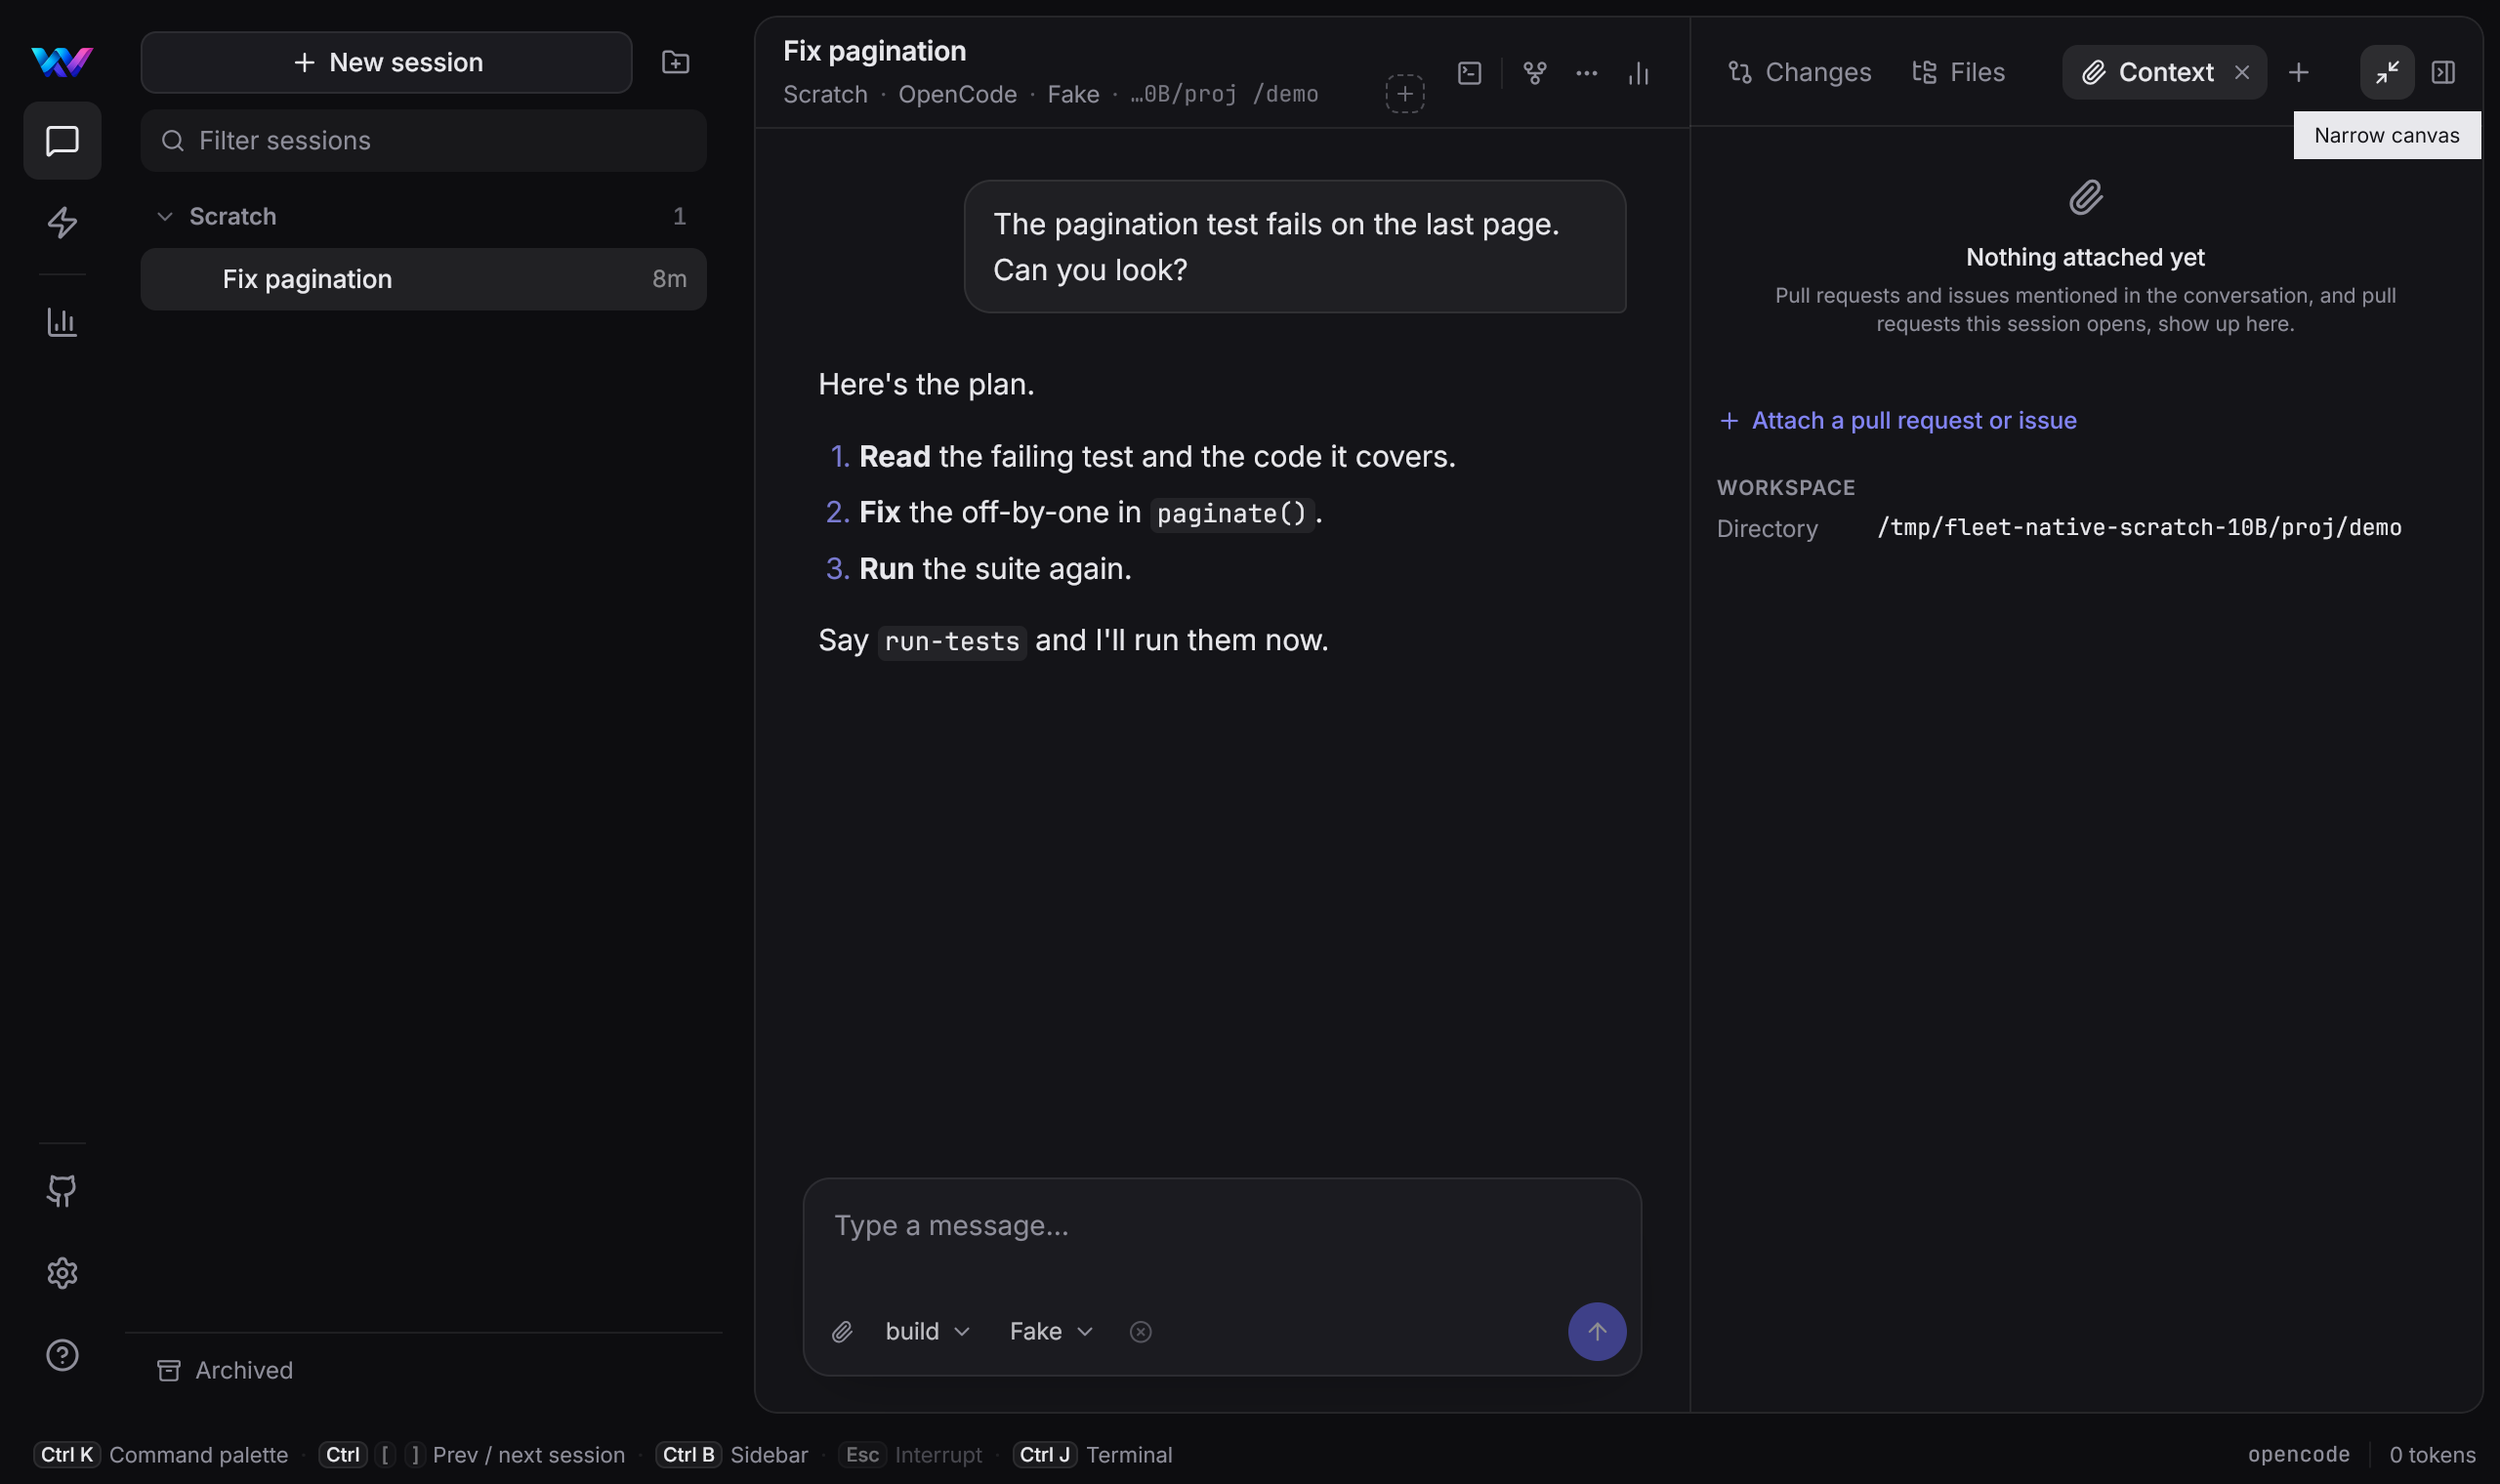 New session
Filter sessions
Scratch 1
Fix pagination 8m
Archived
Fix pagination
Scratch · OpenCode · Fake · …0B/proj /demo
The pagination test fails on the last page.
Can you look?
Here's the plan.
1. Read the failing test and the code it covers.
2. Fix the off-by-one in paginate().
3. Run the suite again.
Say run-tests and I'll run them now.
Type a message...
build Fake
Changes Files Context
Narrow canvas
Nothing attached yet
Pull requests and issues mentioned in the conversation, and pull
requests this session opens, show up here.
Attach a pull request or issue
WORKSPACE
Directory /tmp/fleet-native-scratch-10B/proj/demo
Ctrl K Command palette · Ctrl [ ] Prev / next session · Ctrl B Sidebar · Esc Interrupt · Ctrl J Terminal
opencode 0 tokens